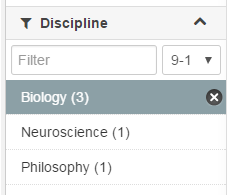 Discipline
Filter 9-1
Biology (3)
Neuroscience (1)
Philosophy (1)